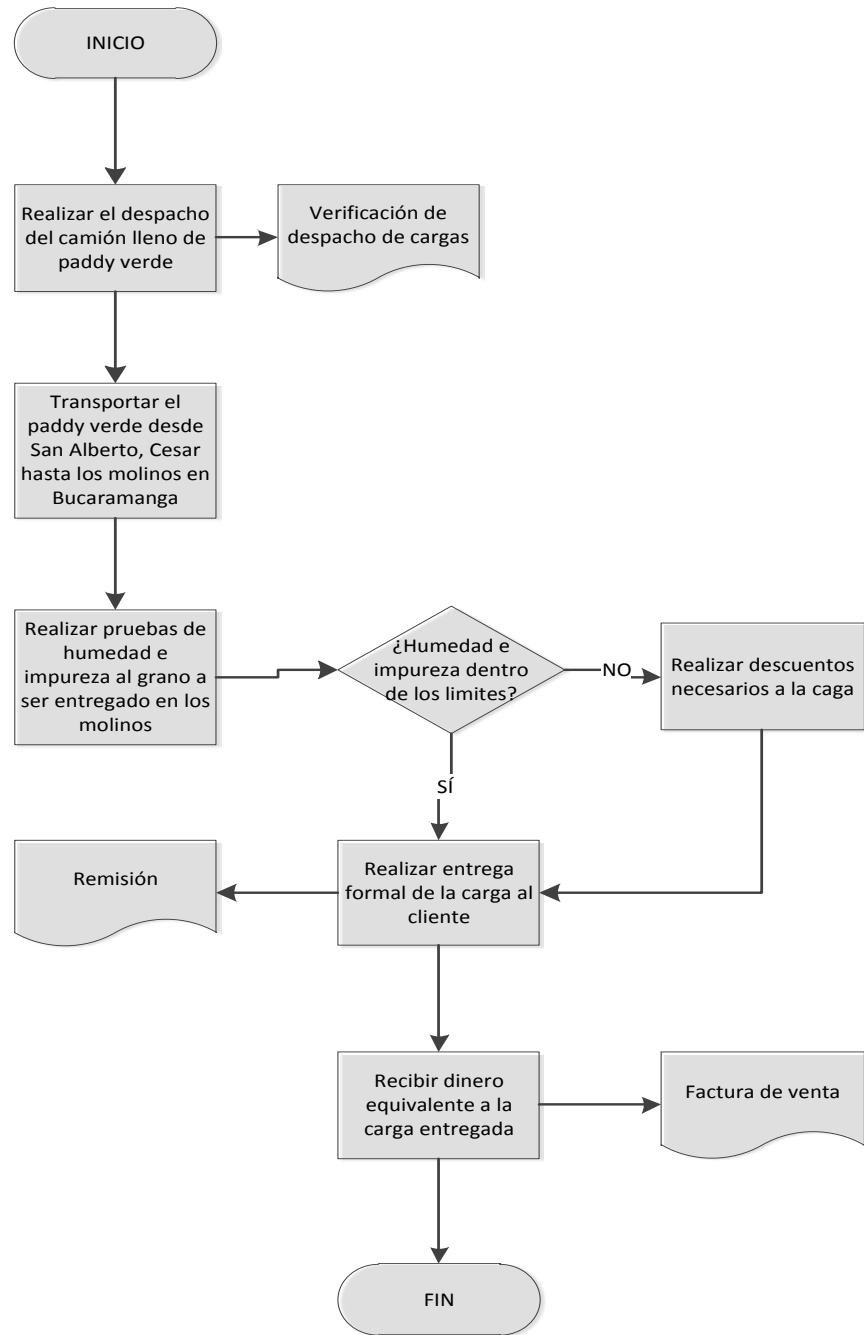 INICIO
Realizar el despacho
del camión lleno de
paddy verde
Verificación de
despacho de cargas
Transportar el
paddy verde desde
San Alberto, Cesar
hasta los molinos en
Bucaramanga
Realizar pruebas de
humedad e
impureza al grano a
ser entregado en los
molinos
¿Humedad e
impureza dentro
de los limites?
NO
Realizar descuentos
necesarios a la caga
SÍ
Remisión
Realizar entrega
formal de la carga al
cliente
Recibir dinero
equivalente a la
carga entregada
Factura de venta
FIN